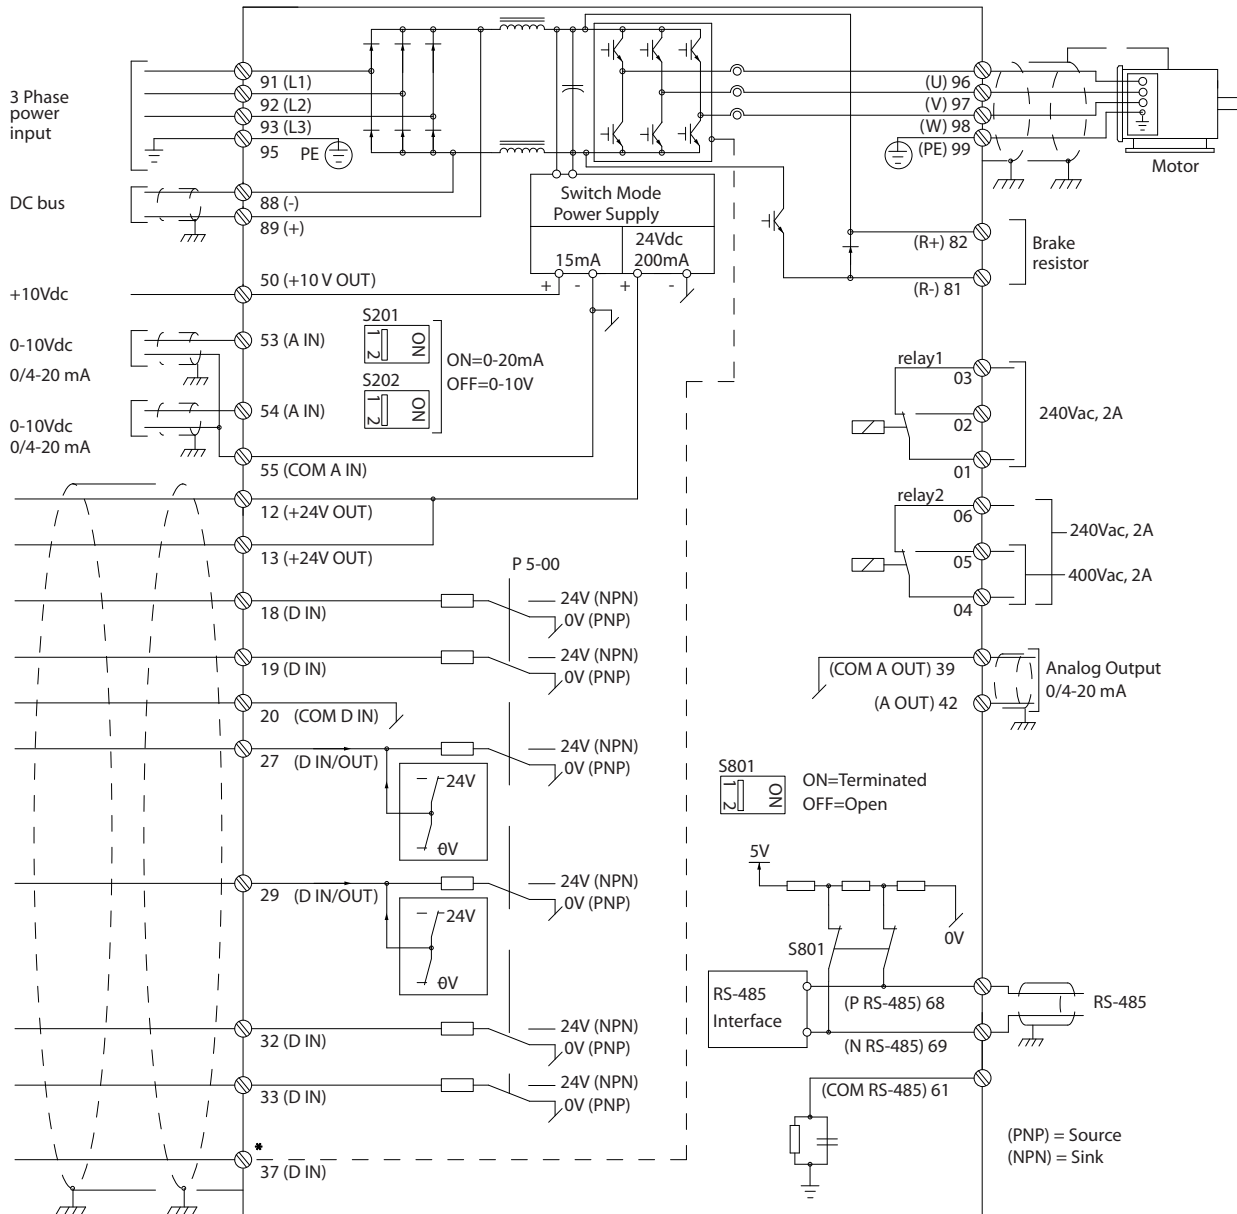 3 Phase
power
input
91 (L1)
92 (L2)
93 (L3)
95
PE
DC bus
88 (-)
89 (+)
+10Vdc
50 (+10 V OUT)
0-10Vdc
0/4-20 mA
53 (A IN)
0-10Vdc
0/4-20 mA
54 (A IN)
55 (COM A IN)
12 (+24V OUT)
13 (+24V OUT)
18 (D IN)
19 (D IN)
20 (COM D IN)
27 (D IN/OUT)
24V
0V
29 (D IN/OUT)
24V
0V
32 (D IN)
33 (D IN)
*
37 (D IN)
S201
1 2
ON
S202
1 2
ON
ON=0-20mA
OFF=0-10V
Switch Mode
Power Supply
15mA
24Vdc
200mA
+ - + -
P 5-00
24V (NPN)
0V (PNP)
24V (NPN)
0V (PNP)
24V (NPN)
0V (PNP)
24V (NPN)
0V (PNP)
24V (NPN)
0V (PNP)
24V (NPN)
0V (PNP)
(U) 96
(V) 97
(W) 98
(PE) 99
Motor
(R+) 82
(R-) 81
Brake
resistor
relay1
03
02
01
240Vac, 2A
relay2
06
05
04
240Vac, 2A
400Vac, 2A
(COM A OUT) 39
(A OUT) 42
Analog Output
0/4-20 mA
S801
1 2
ON
ON=Terminated
OFF=Open
5V
0V
S801
RS-485
Interface
(P RS-485) 68
(N RS-485) 69
RS-485
(COM RS-485) 61
(PNP) = Source
(NPN) = Sink